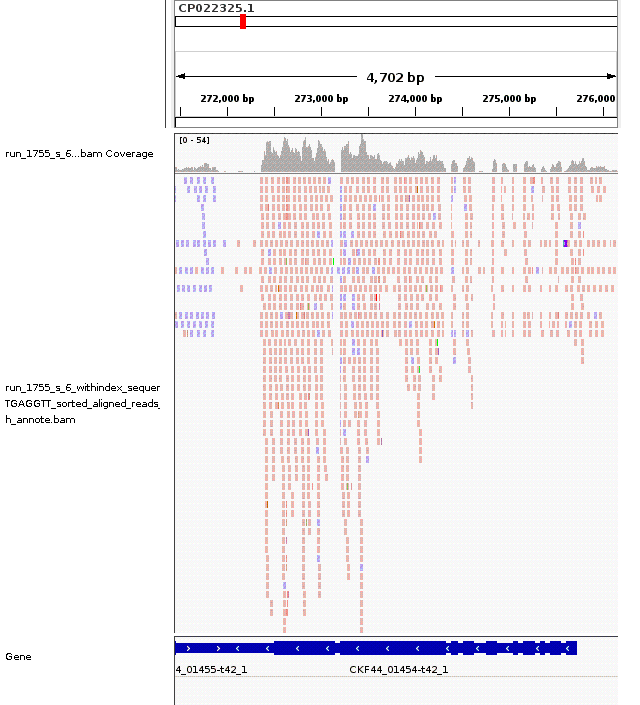 CP022325.1
4,702 bp
272,000 bp 273,000 bp 274,000 bp 275,000 bp 276,000
[0 - 54]
run_1755_s_6...bam Coverage
run_1755_s_6_withindex_sequer
TGAGGTT_sorted_aligned_reads_
h_annote.bam
Gene
4_01455-t42_1 CKF44_01454-t42_1